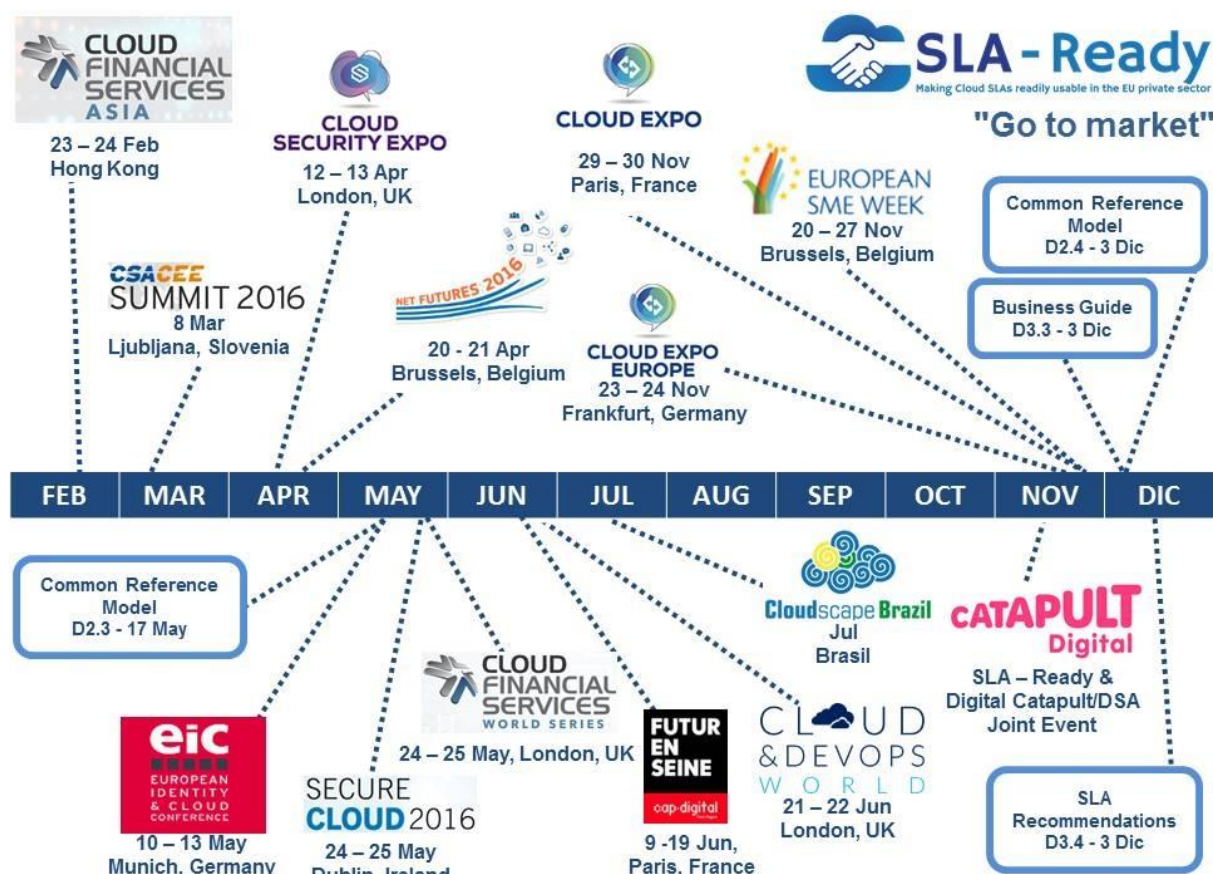 CLOUD
FINANCIAL
SERVICES
ASIA
23 – 24 Feb
Hong Kong
CLOUD
SECURITY EXPO
12 – 13 Apr
London, UK
CLOUD EXPO
29 – 30 Nov
Paris, France
SLA - Ready
Making Cloud SLAs readily usable in the EU private sector
"Go to market"
EUROPEAN
SME WEEK
20 – 27 Nov
Brussels, Belgium
Common Reference
Model
D2.4 - 3 Dic
CSACEE
SUMMIT 2016
8 Mar
Ljubljana, Slovenia
NET FUTURES 2016
20 - 21 Apr
Brussels, Belgium
CLOUD EXPO
EUROPE
23 – 24 Nov
Frankfurt, Germany
Business Guide
D3.3 - 3 Dic
FEB MAR APR MAY JUN JUL AUG SEP OCT NOV DIC
Common Reference
Model
D2.3 - 17 May
Cloudscape Brazil
Jul
Brasil
CATAPULT
Digital
SLA – Ready &
Digital Catapult/DSA
Joint Event
CLOUD
FINANCIAL
SERVICES
WORLD SERIES
24 – 25 May, London, UK
eic
EUROPEAN
IDENTITY
& CLOUD
CONFERENCE
10 – 13 May
Munich, Germany
SECURE
CLOUD 2016
24 – 25 May
Dublin, Ireland
FUTUR
EN
SEINE
cap·digital
9 -19 Jun,
Paris, France
CLOUD
&DEVOPS
WORLD
21 – 22 Jun
London, UK
SLA
Recommendations
D3.4 - 3 Dic